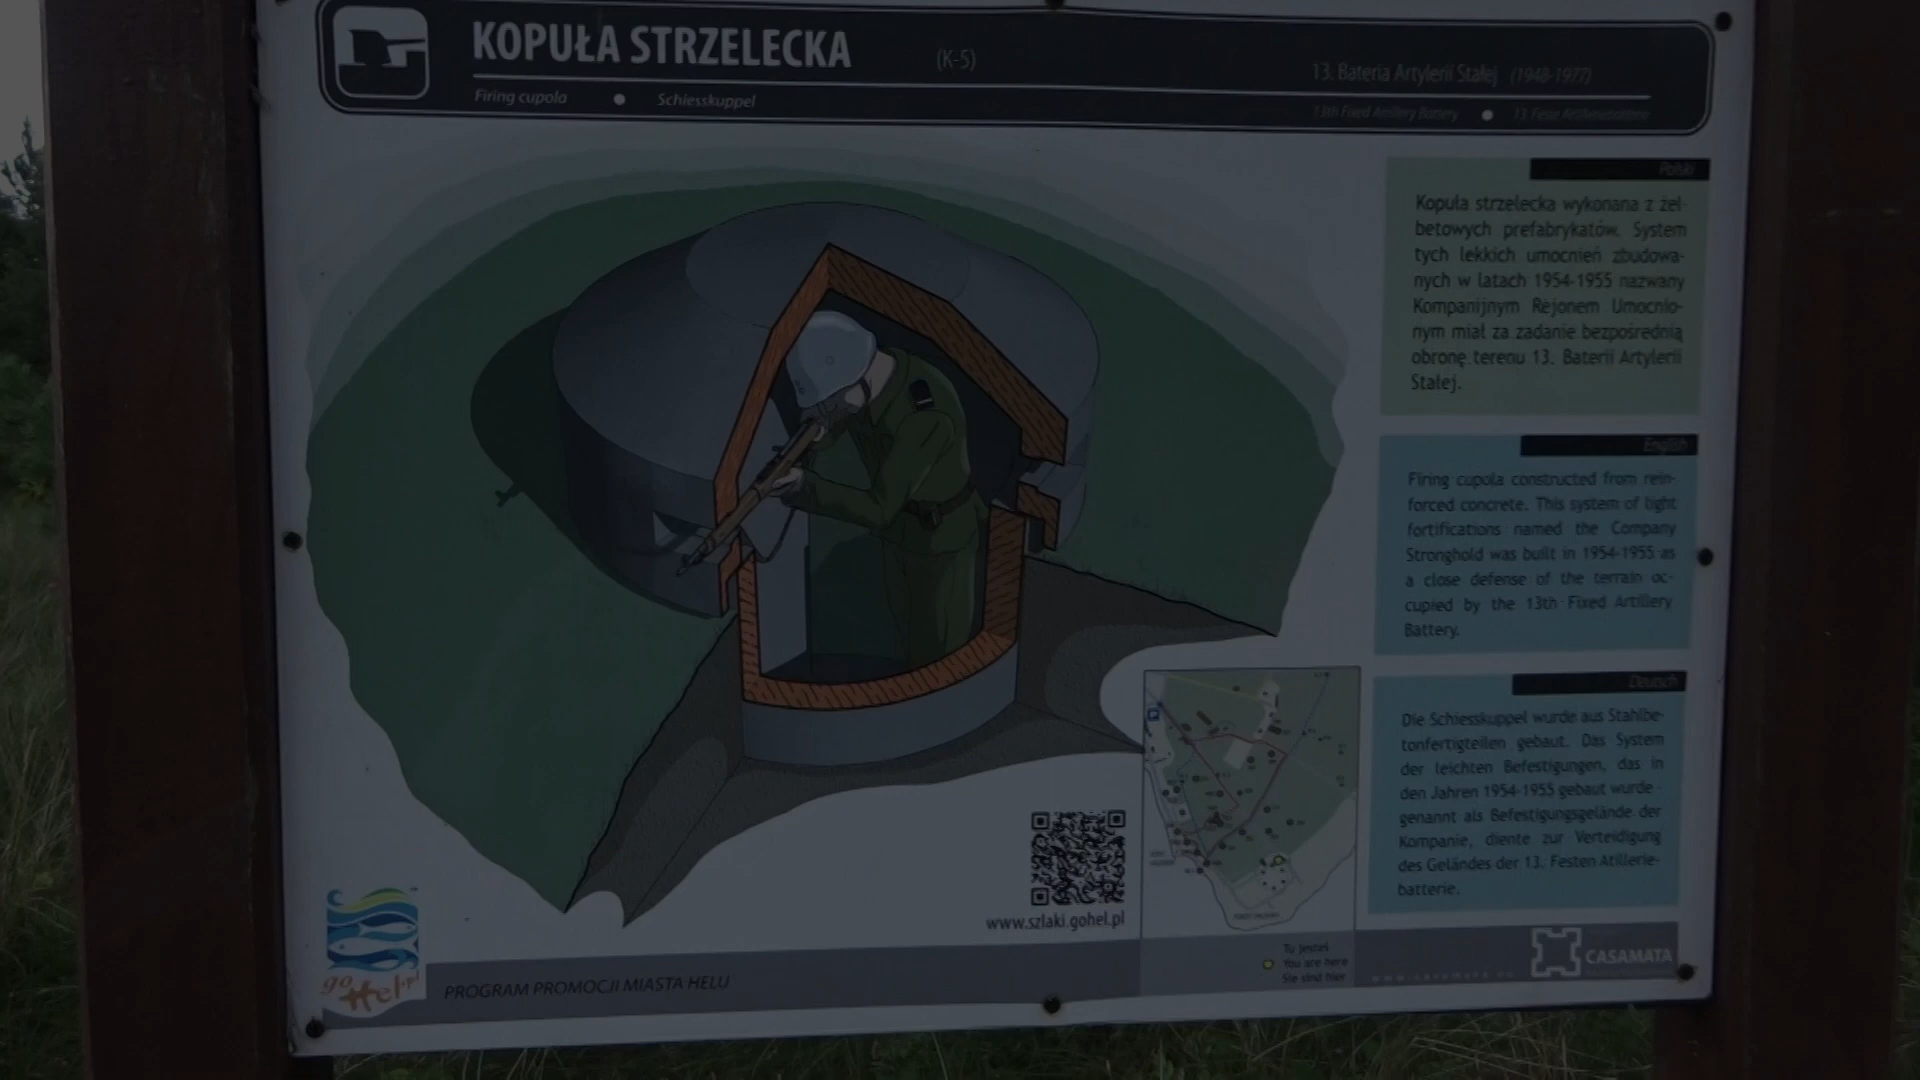 KOPUŁA STRZELECKA (K-5)
Firing cupola ● Schiesskuppel
13. Bateria Artylerii Stałej (1948-1977)
13th Fixed Artillery Battery ● 13. Feste
Polski
Kopuła strzelecka wykonana z żel-
betowych prefabrykatów. System
tych lekkich umocnień zbudowa-
nych w latach 1954-1955 nazwany
Kompanijnym Rejonem Umocnio-
nym miał za zadanie bezpośrednią
obronę terenu 13. Baterii Artylerii
Stałej.
English
Firing cupola constructed from rein-
forced concrete. This system of light
fortifications named the Company
Stronghold was built in 1954-1955 as
a close defense of the terrain oc-
cupied by the 13th Fixed Artillery
Battery.
Deutsch
Die Schiesskuppel wurde aus Stahlbe-
tonfertigteilen gebaut. Das System
der leichten Befestigungen, das in
den Jahren 1954-1955 gebaut wurde -
genannt als Befestigungsgelände der
Kompanie, diente zur Verteidigung
des Geländes der 13. Festen Atillerie-
batterie.
www.szlaki.gohel.pl
Tu jesteś
You are here
Sie sind hier
go Hel.pl
PROGRAM PROMOCJI MIASTA HELU
CASAMATA